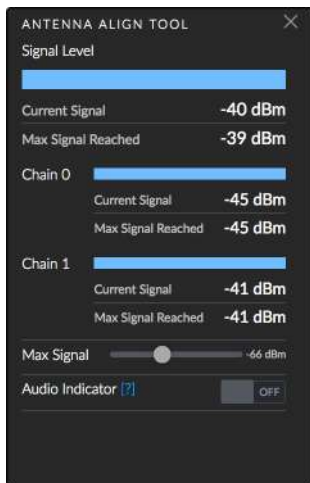 ANTENNA ALIGN TOOL
Signal Level
Current Signal -40 dBm
Max Signal Reached -39 dBm
Chain 0
Current Signal -45 dBm
Max Signal Reached -45 dBm
Chain 1
Current Signal -41 dBm
Max Signal Reached -41 dBm
Max Signal -66 dBm
Audio Indicator [?] OFF